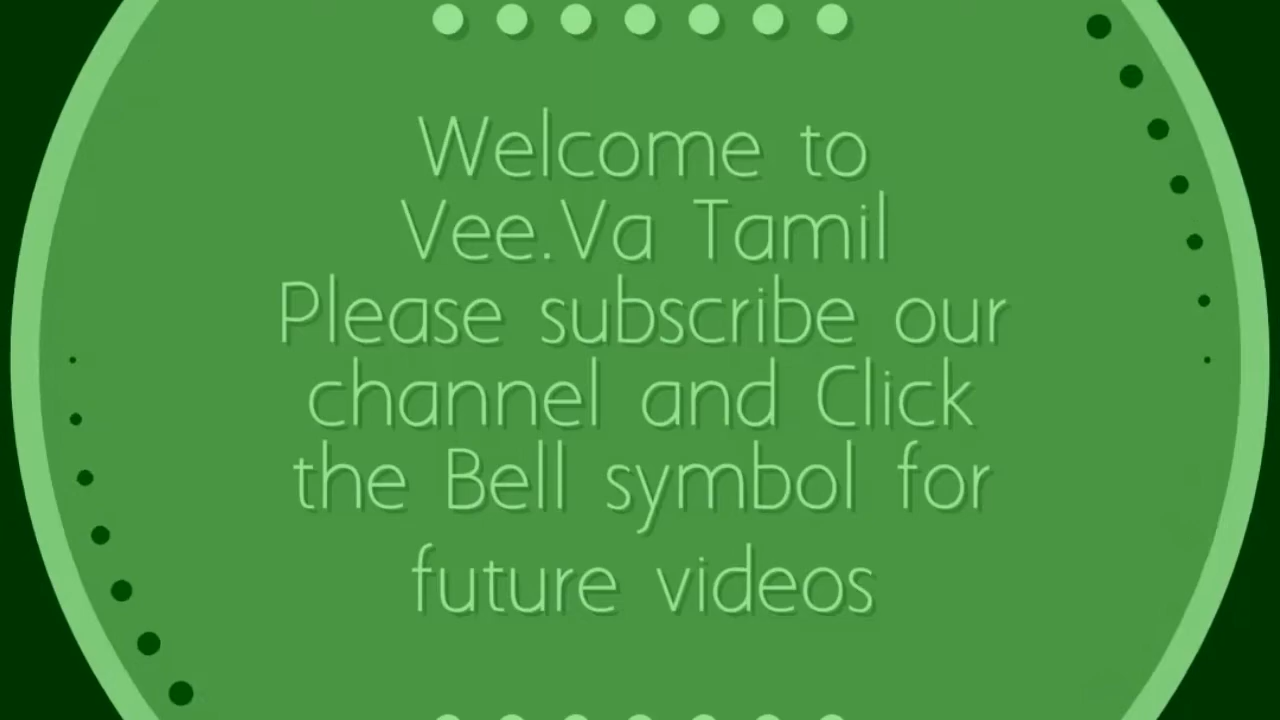 Welcome to
Vee.Va Tamil
Please subscribe our
channel and Click
the Bell symbol for
future videos